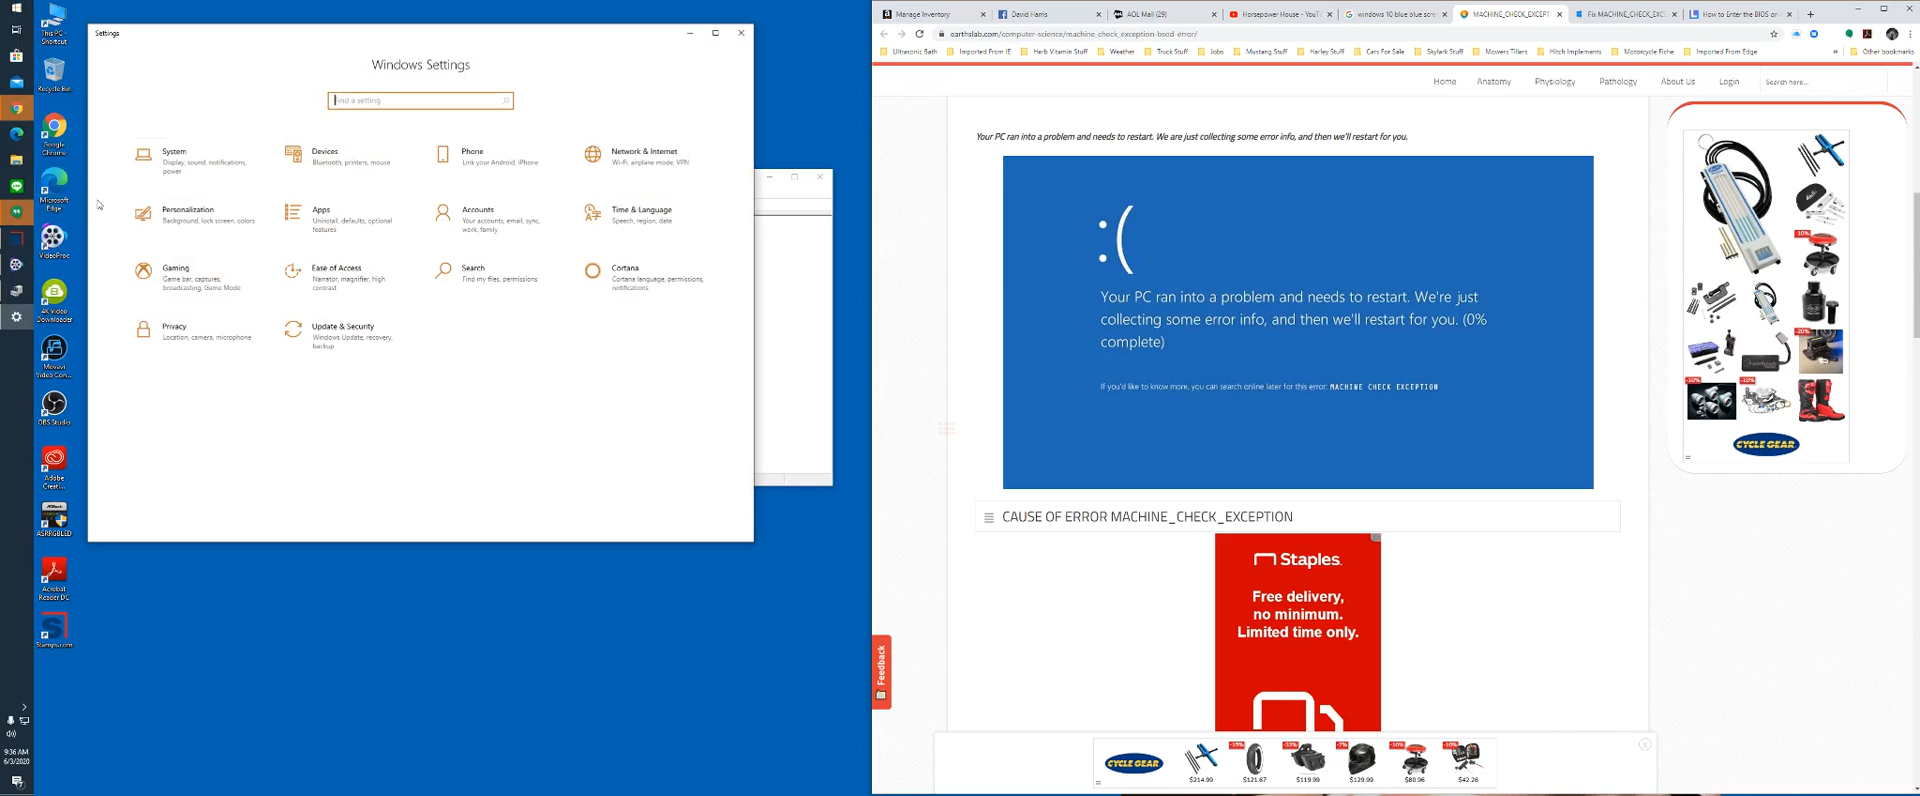 This PC - Shortcut
Recycle Bin
Google Chrome
Microsoft Edge
VideoProc
4K Video Downloader
Movavi Video Con...
OBS Studio
Adobe Creati...
ASRRGBLED
Acrobat Reader DC
Stamps.com
9:36 AM
6/3/2020
Settings
Windows Settings
Find a setting
System
Display, sound, notifications, power
Devices
Bluetooth, printers, mouse
Phone
Link your Android, iPhone
Network & Internet
Wi-Fi, airplane mode, VPN
Personalization
Background, lock screen, colors
Apps
Uninstall, defaults, optional features
Accounts
Your accounts, email, sync, work, family
Time & Language
Speech, region, date
Gaming
Game bar, captures, broadcasting, Game Mode
Ease of Access
Narrator, magnifier, high contrast
Search
Find my files, permissions
Cortana
Cortana language, permissions, notifications
Privacy
Location, camera, microphone
Update & Security
Windows Update, recovery, backup
Manage Inventory
David Harris
AOL Mail (29)
Horsepower House - YouT
windows 10 blue blue scre
MACHINE_CHECK_EXCEPT
Fix MACHINE_CHECK_EXC
How to Enter the BIOS on
earthslab.com/computer-science/machine_check_exception-bsod-error/
Ultrasonic Bath
Imported From IE
Herb Vitamin Stuff
Weather
Truck Stuff
Jobs
Mustang Stuff
Harley Stuff
Cars For Sale
Skylark Stuff
Mowers Tillers
Hitch Implements
Motorcycle Fiche
Imported From Edge
»
Other bookmarks
Home
Anatomy
Physiology
Pathology
About Us
Login
Search here...
Your PC ran into a problem and needs to restart. We are just collecting some error info, and then we'll restart for you.
:(
Your PC ran into a problem and needs to restart. We're just
collecting some error info, and then we'll restart for you. (0%
complete)
If you'd like to know more, you can search online later for this error: MACHINE CHECK EXCEPTION
CAUSE OF ERROR MACHINE_CHECK_EXCEPTION
Staples.
Free delivery,
no minimum.
Limited time only.
Feedback
-10%
-20%
-10%
CYCLE GEAR
CYCLE GEAR
$214.99
-15%
$121.67
$119.99
-7%
$129.99
-10%
$80.96
-10%
$42.26